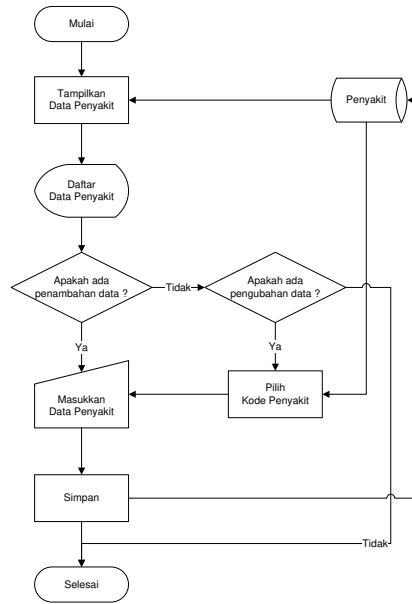 Mulai
Tampilkan
Data Penyakit
Penyakit
Daftar
Data Penyakit
Apakah ada
penambahan data ?
Tidak
Apakah ada
pengubahan data ?
Ya
Ya
Masukkan
Data Penyakit
Pilih
Kode Penyakit
Simpan
Tidak
Selesai